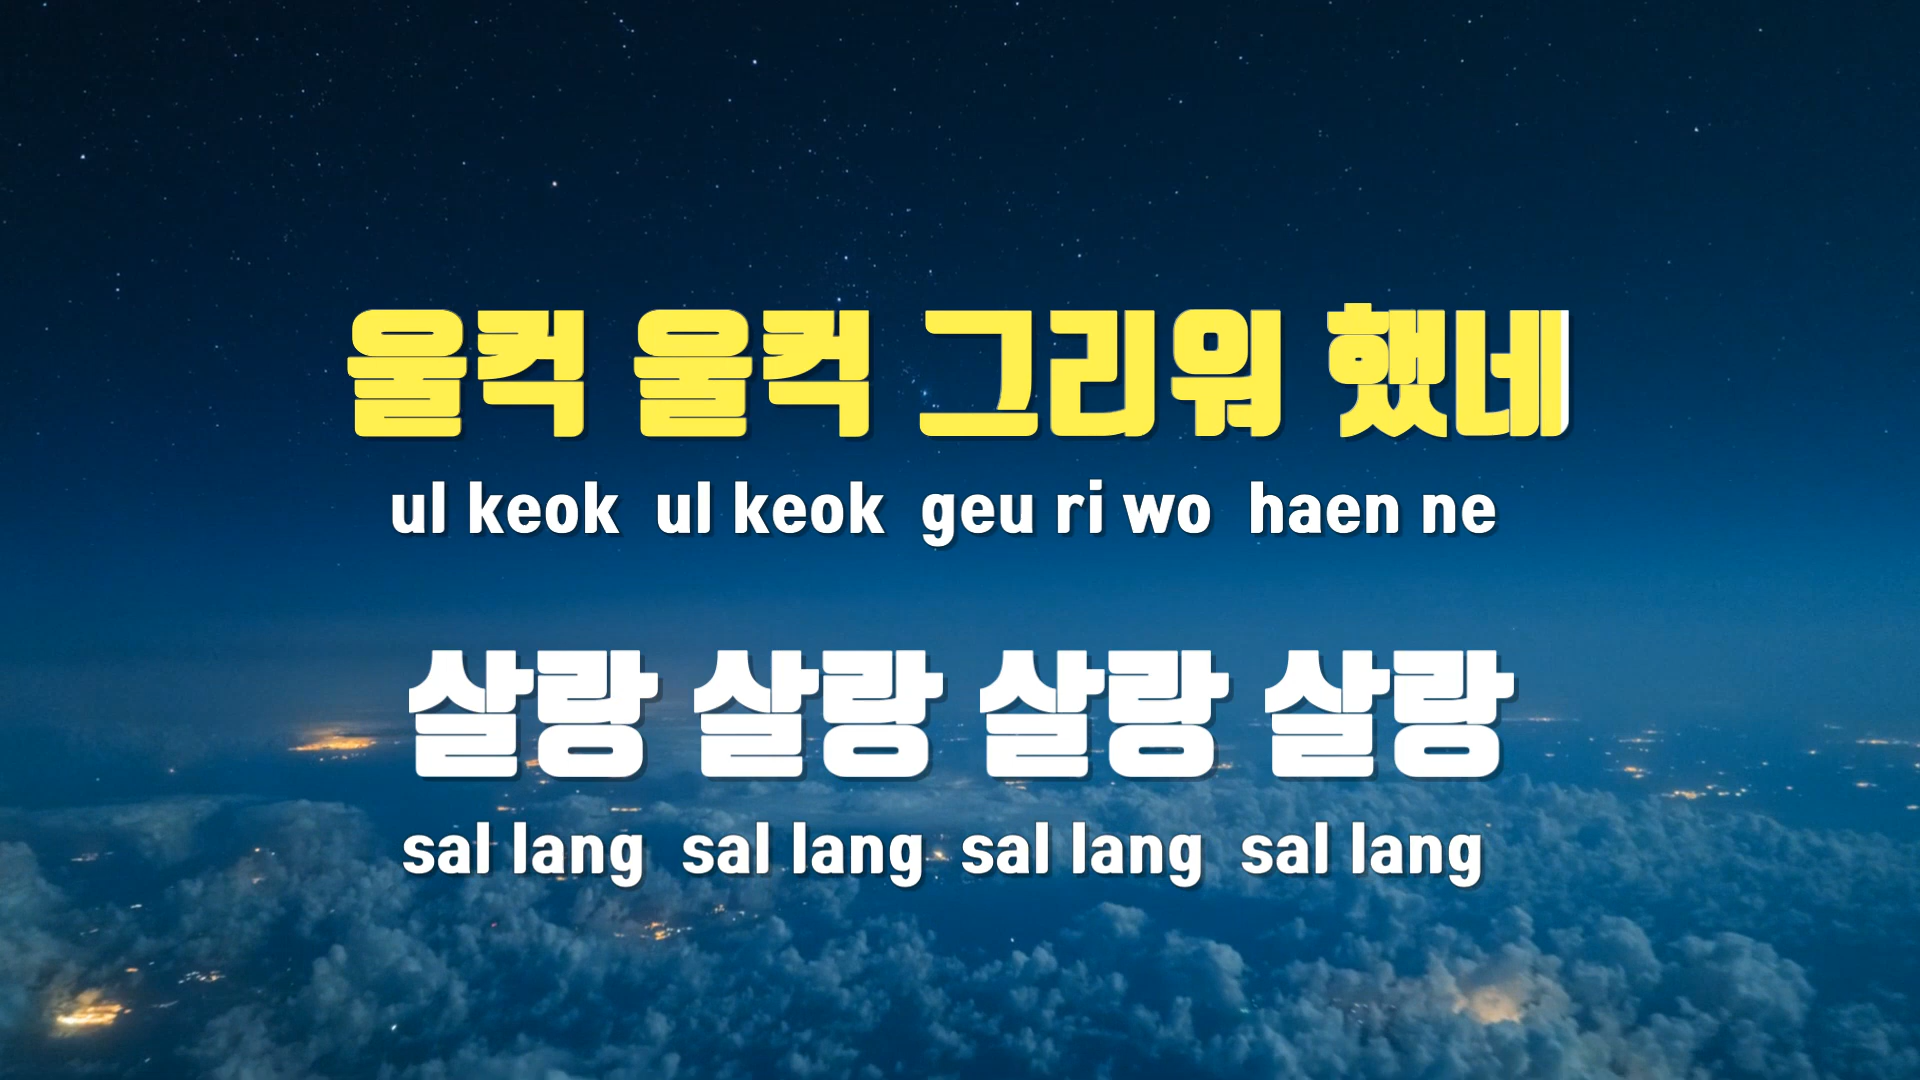 울컥 울컥 그리워 했네
ul keok ul keok geu ri wo haen ne
살랑 살랑 살랑 살랑
sal lang sal lang sal lang sal lang